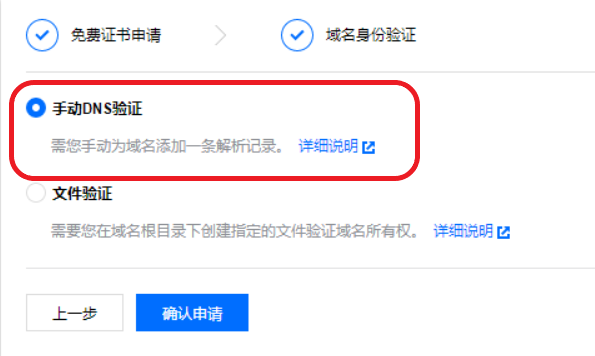 免费证书申请 域名身份验证
手动DNS验证
需您手动为域名添加一条解析记录。 详细说明
文件验证
需要您在域名根目录下创建指定的文件验证域名所有权。 详细说明
上一步 确认申请